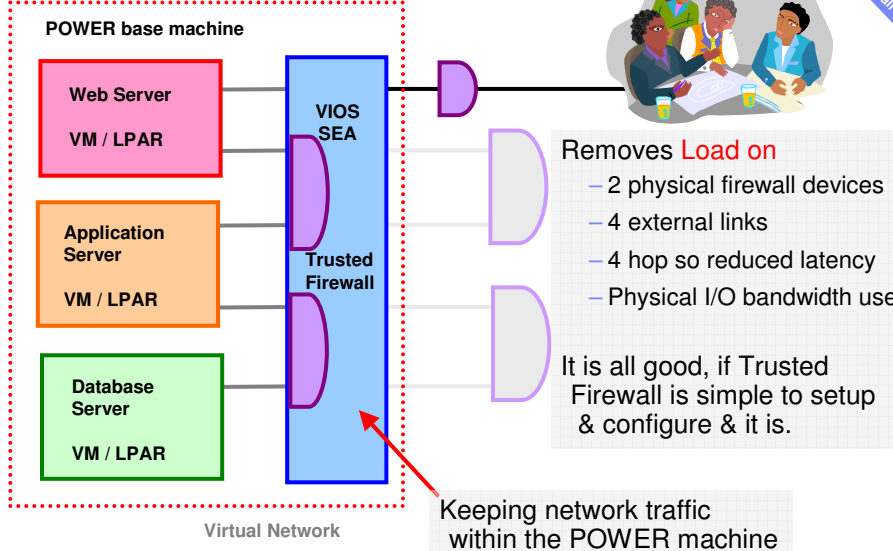 POWER base machine
Web Server
VM / LPAR
VIOS
SEA
Application
Server
VM / LPAR
Trusted
Firewall
Database
Server
VM / LPAR
Virtual Network
Removes Load on
– 2 physical firewall devices
– 4 external links
– 4 hop so reduced latency
– Physical I/O bandwidth use
It is all good, if Trusted
Firewall is simple to setup
& configure & it is.
Keeping network traffic
within the POWER machine